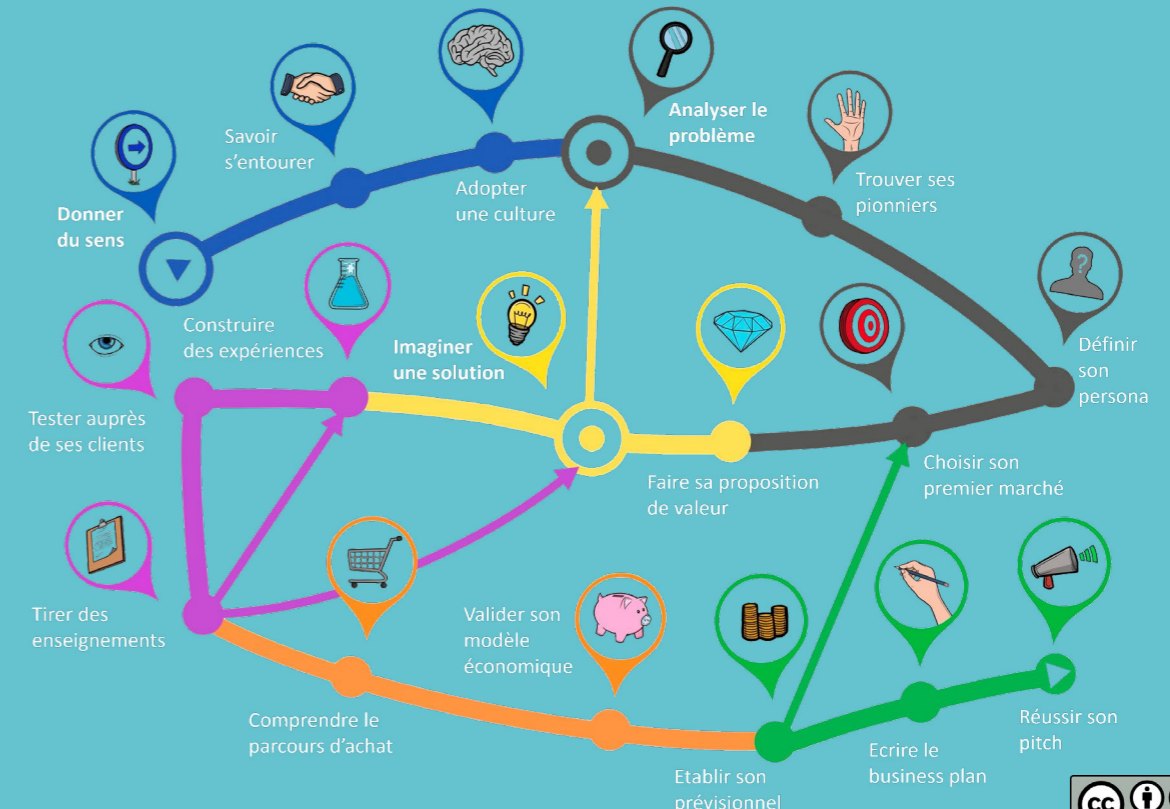 Donner
du sens
Savoir
s'entourer
Adopter
une culture
Analyser le
problème
Trouver ses
pionniers
Définir
son
persona
Choisir son
premier marché
Faire sa proposition
de valeur
Imaginer
une solution
Construire
des expériences
Tester auprès
de ses clients
Tirer des
enseignements
Comprendre le
parcours d'achat
Valider son
modèle
économique
Etablir son
prévisionnel
Ecrire le
business plan
Réussir son
pitch
?
cc